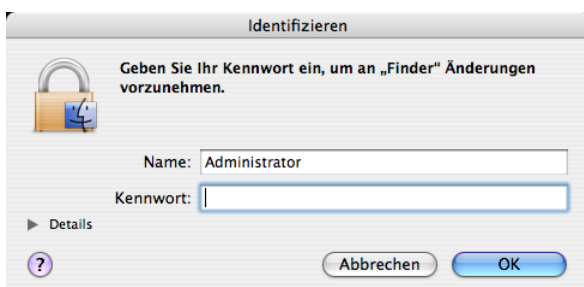 Identifizieren
Geben Sie Ihr Kennwort ein, um an „Finder“ Änderungen
vorzunehmen.
Name: Administrator
Kennwort:
Details
?
Abbrechen OK